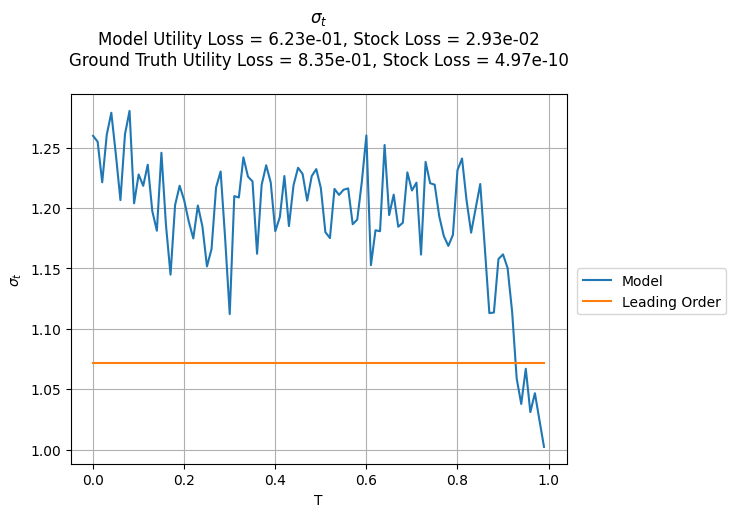 σt
Model Utility Loss = 6.23e-01, Stock Loss = 2.93e-02
Ground Truth Utility Loss = 8.35e-01, Stock Loss = 4.97e-10
1.25
1.20
1.15
1.10
1.05
1.00
σt
0.0 0.2 0.4 0.6 0.8 1.0
T
Model
Leading Order